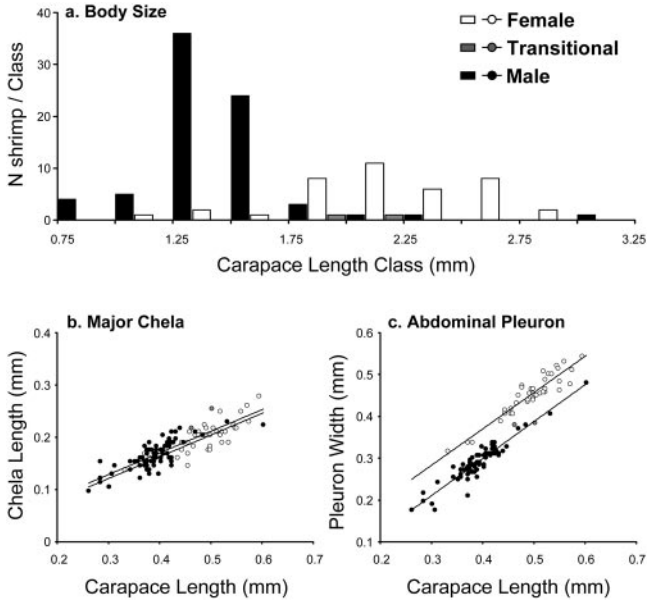 a. Body Size
Female
Transitional
Male
N shrimp / Class
40
30
20
10
0
0.75 1.25 1.75 2.25 2.75 3.25
Carapace Length Class (mm)
b. Major Chela
Chela Length (mm)
0.4
0.3
0.2
0.1
0
0.2 0.3 0.4 0.5 0.6 0.7
Carapace Length (mm)
c. Abdominal Pleuron
Pleuron Width (mm)
0.6
0.5
0.4
0.3
0.2
0.1
0.2 0.3 0.4 0.5 0.6 0.7
Carapace Length (mm)